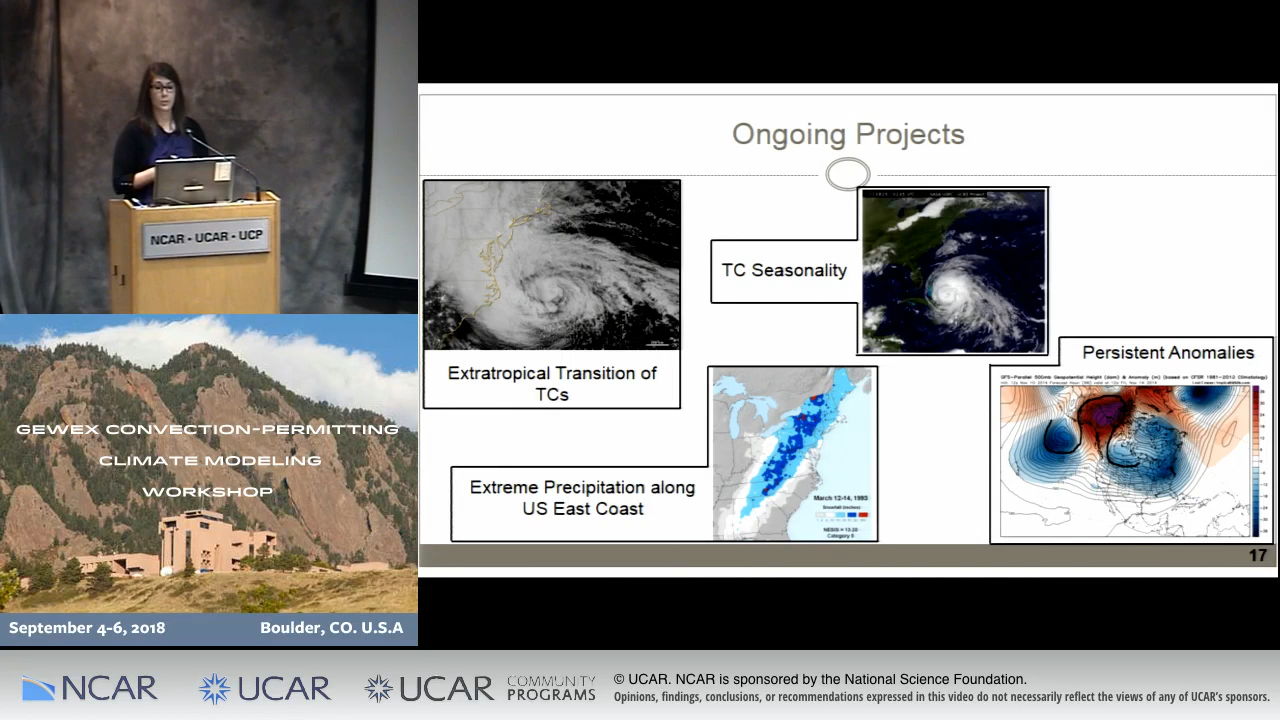 NCAR • UCAR • UCP
GEWEX CONVECTION-PERMITTING
CLIMATE MODELING
WORKSHOP
September 4-6, 2018
Boulder, CO. U.S.A
Ongoing Projects
Extratropical Transition of
TCs
TC Seasonality
Extreme Precipitation along
US East Coast
March 12-14, 1993
Snowfall (inches)
Persistent Anomalies
17
NCAR
UCAR
UCAR
COMMUNITY
PROGRAMS
© UCAR. NCAR is sponsored by the National Science Foundation.
Opinions, findings, conclusions, or recommendations expressed in this video do not necessarily reflect the views of any of UCAR's sponsors.